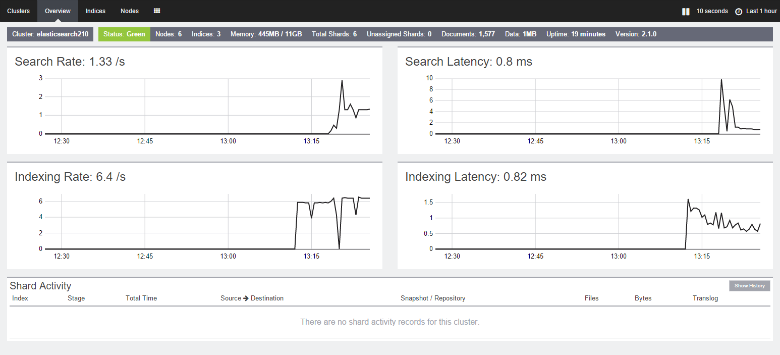 Clusters Overview Indices Nodes 10 seconds Last 1 hour
Cluster elasticsearch210 Status Green Nodes 6 Indices 3 Memory 445MB / 11GB Total Shards 6 Unassigned Shards 0 Documents 1,577 Data 1MB Uptime 19 minutes Version 2.1.0
Search Rate: 1.33 /s
3
2
1
0
12:30 12:45 13:00 13:15
Search Latency: 0.8 ms
10
8
6
4
2
0
12:30 12:45 13:00 13:15
Indexing Rate: 6.4 /s
6
4
2
0
12:30 12:45 13:00 13:15
Indexing Latency: 0.82 ms
1.5
1
0.5
0
12:30 12:45 13:00 13:15
Shard Activity Show History
Index Stage Total Time Source → Destination Snapshot / Repository Files Bytes Translog
There are no shard activity records for this cluster.